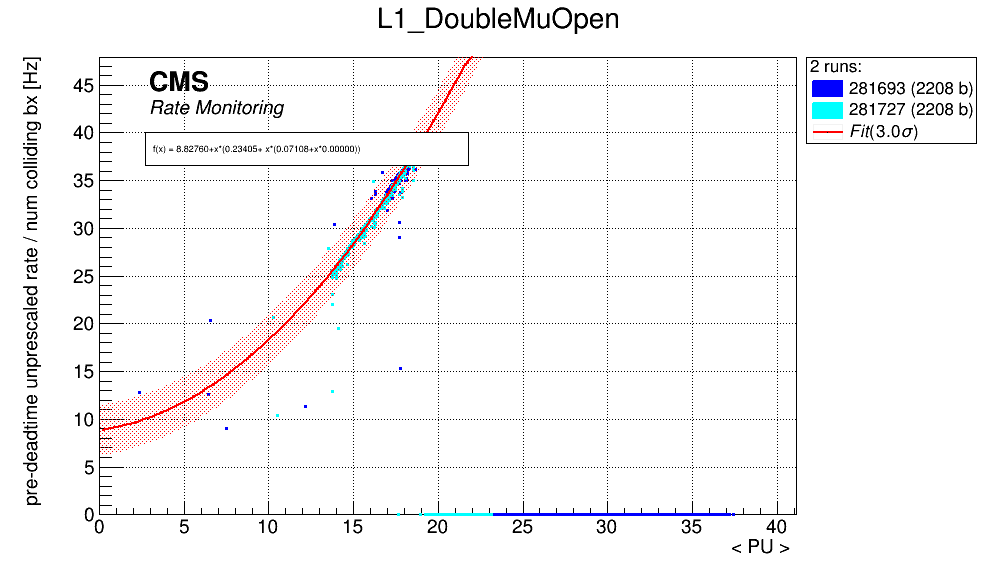 L1_DoubleMuOpen
pre-deadtime unprescaled rate / num colliding bx [Hz]
CMS
Rate Monitoring
f(x) = 8.82760+x*(0.23405+ x*(0.07108+x*0.00000))
2 runs:
281693 (2208 b)
281727 (2208 b)
Fit(3.0σ)
45
40
35
30
25
20
15
10
5
0
0 5 10 15 20 25 30 35 40
< PU >